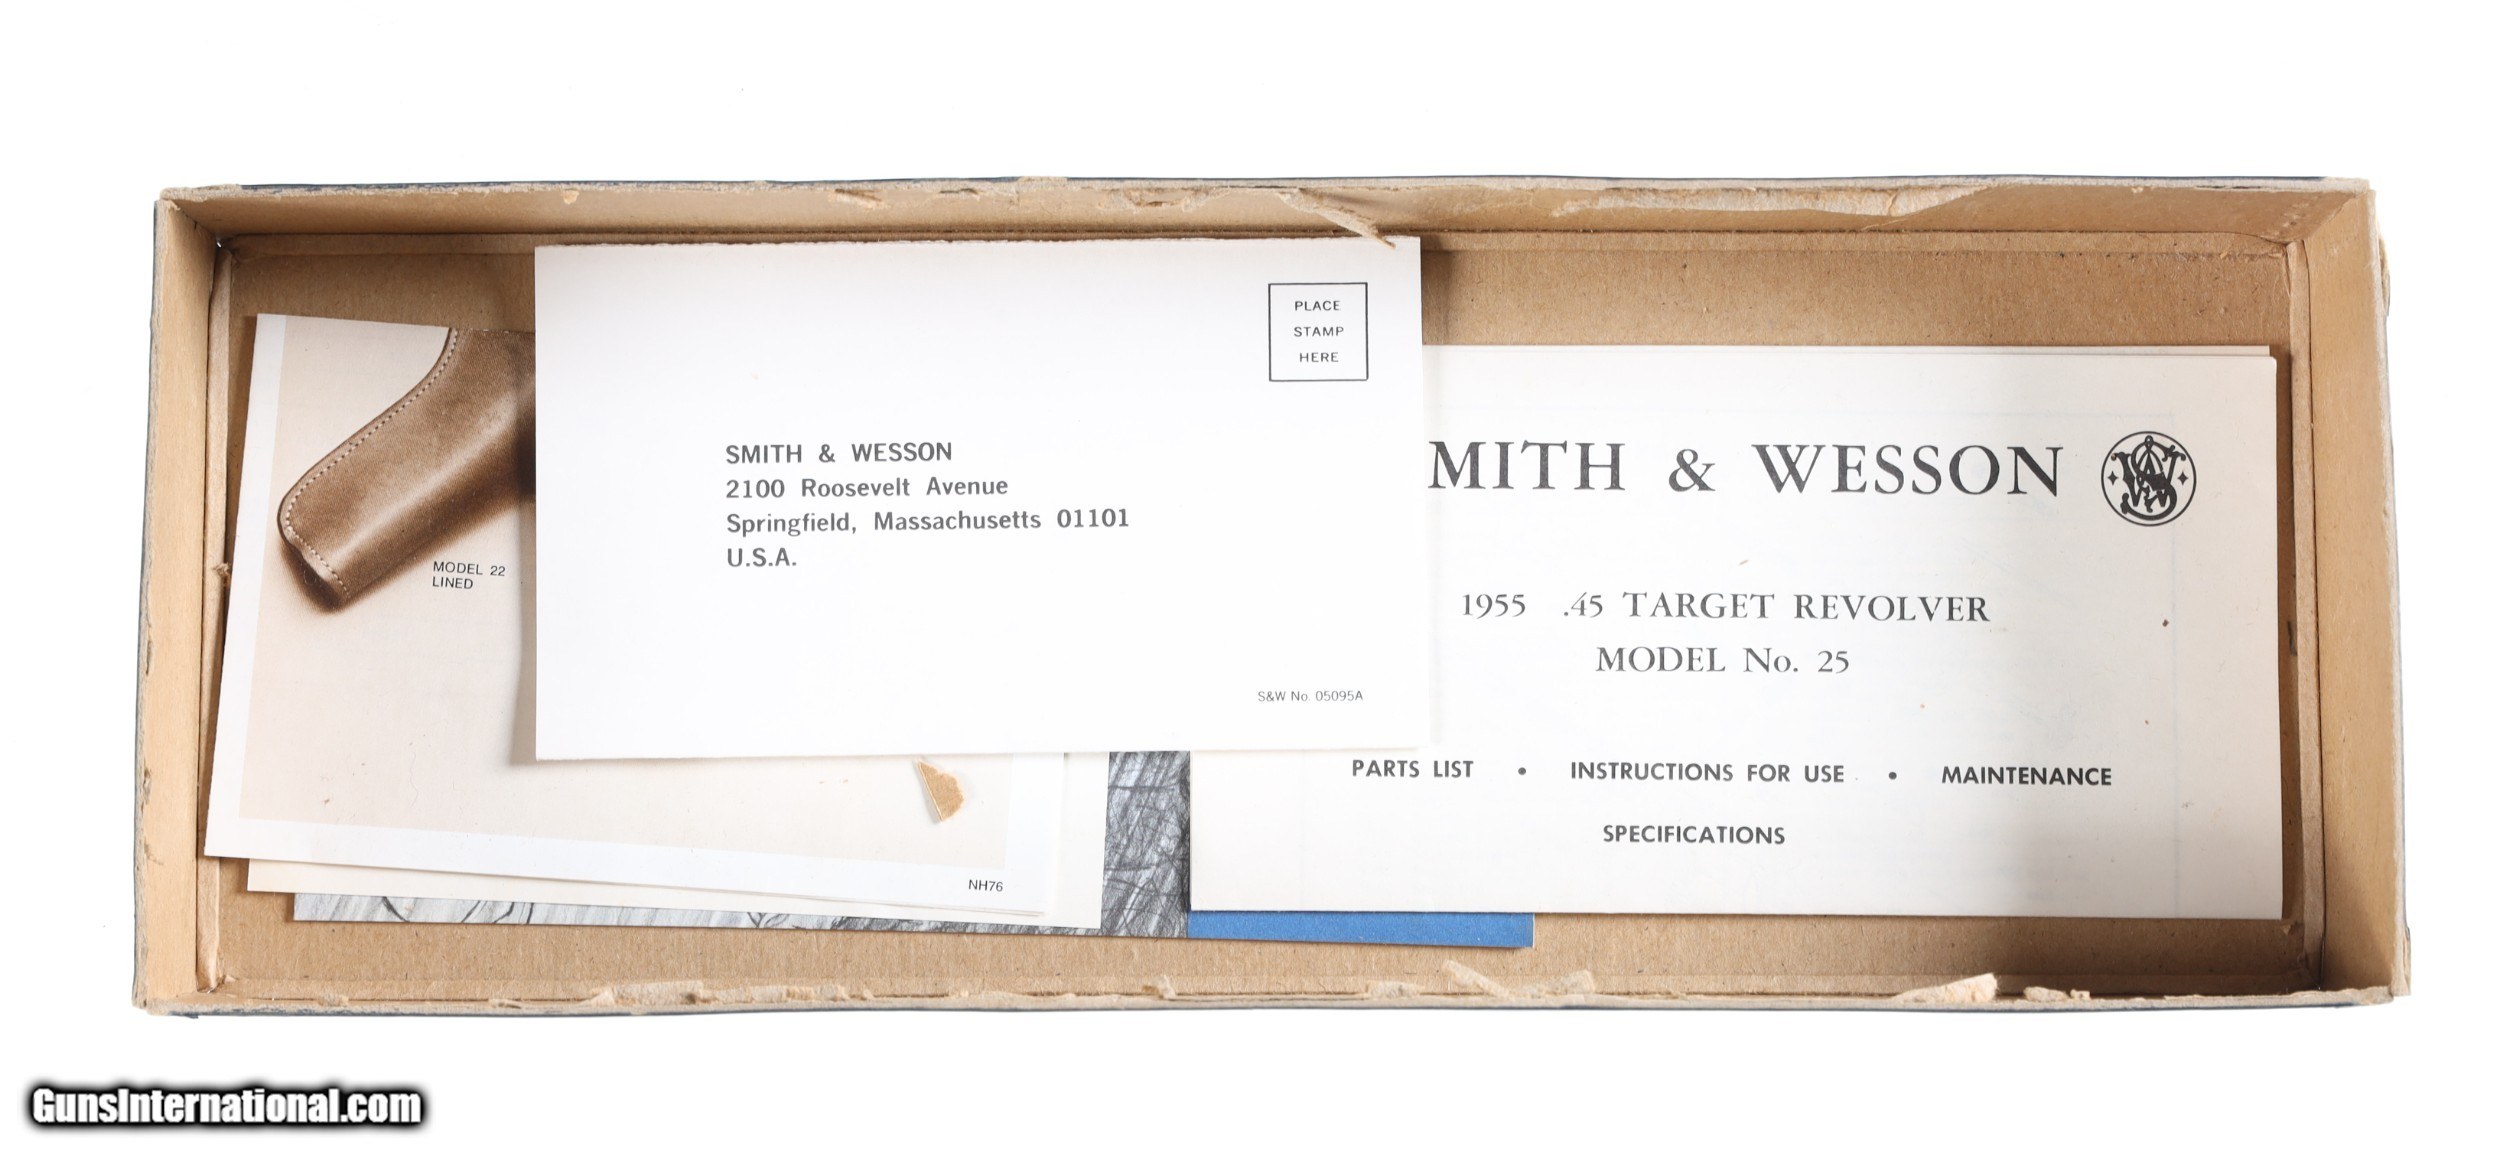 PLACE
STAMP
HERE
SMITH & WESSON
2100 Roosevelt Avenue
Springfield, Massachusetts 01101
U.S.A.
S&W No. 05095A
MODEL 22
LINED
NH76
MITH & WESSON
1955 .45 TARGET REVOLVER
MODEL No. 25
PARTS LIST • INSTRUCTIONS FOR USE • MAINTENANCE
SPECIFICATIONS
GunsInternational.com